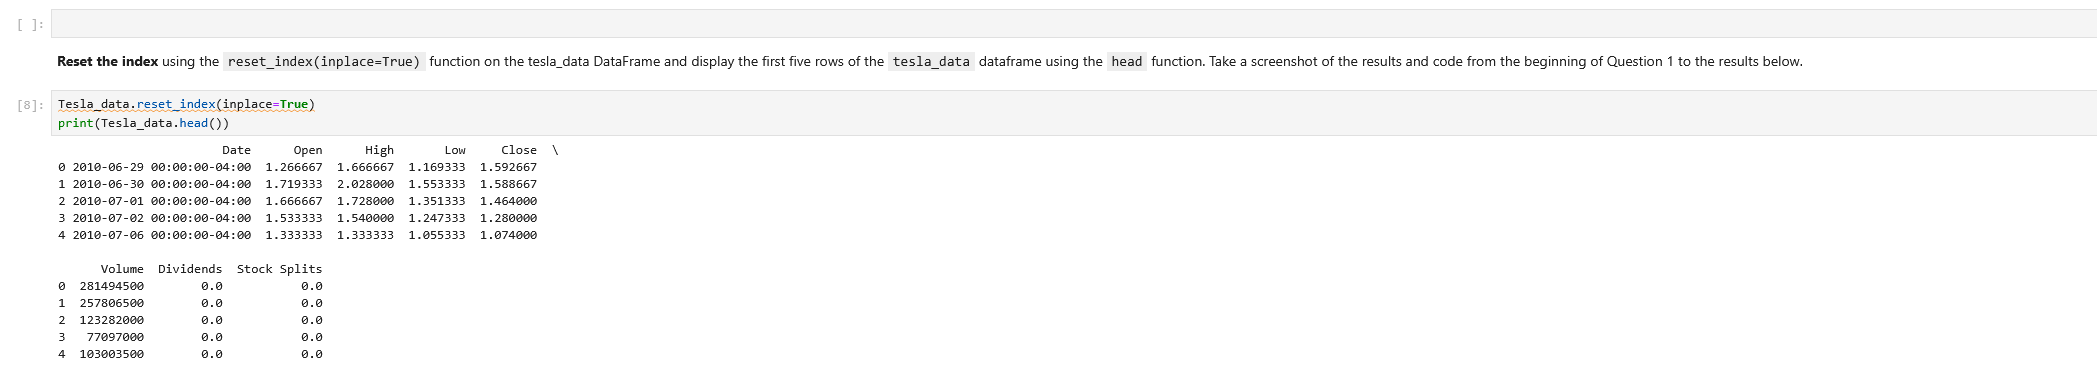 [ ]:
Reset the index using the reset_index(inplace=True) function on the tesla_data DataFrame and display the first five rows of the tesla_data dataframe using the head function. Take a screenshot of the results and code from the beginning of Question 1 to the results below.
[8]: Tesla_data.reset_index(inplace=True)
print(Tesla_data.head())
Date Open High Low Close \
0 2010-06-29 00:00:00-04:00 1.266667 1.666667 1.169333 1.592667
1 2010-06-30 00:00:00-04:00 1.719333 2.028000 1.553333 1.588667
2 2010-07-01 00:00:00-04:00 1.666667 1.728000 1.351333 1.464000
3 2010-07-02 00:00:00-04:00 1.533333 1.540000 1.247333 1.280000
4 2010-07-06 00:00:00-04:00 1.333333 1.333333 1.055333 1.074000
Volume Dividends Stock Splits
0 281494500 0.0 0.0
1 257806500 0.0 0.0
2 123282000 0.0 0.0
3 77097000 0.0 0.0
4 103003500 0.0 0.0